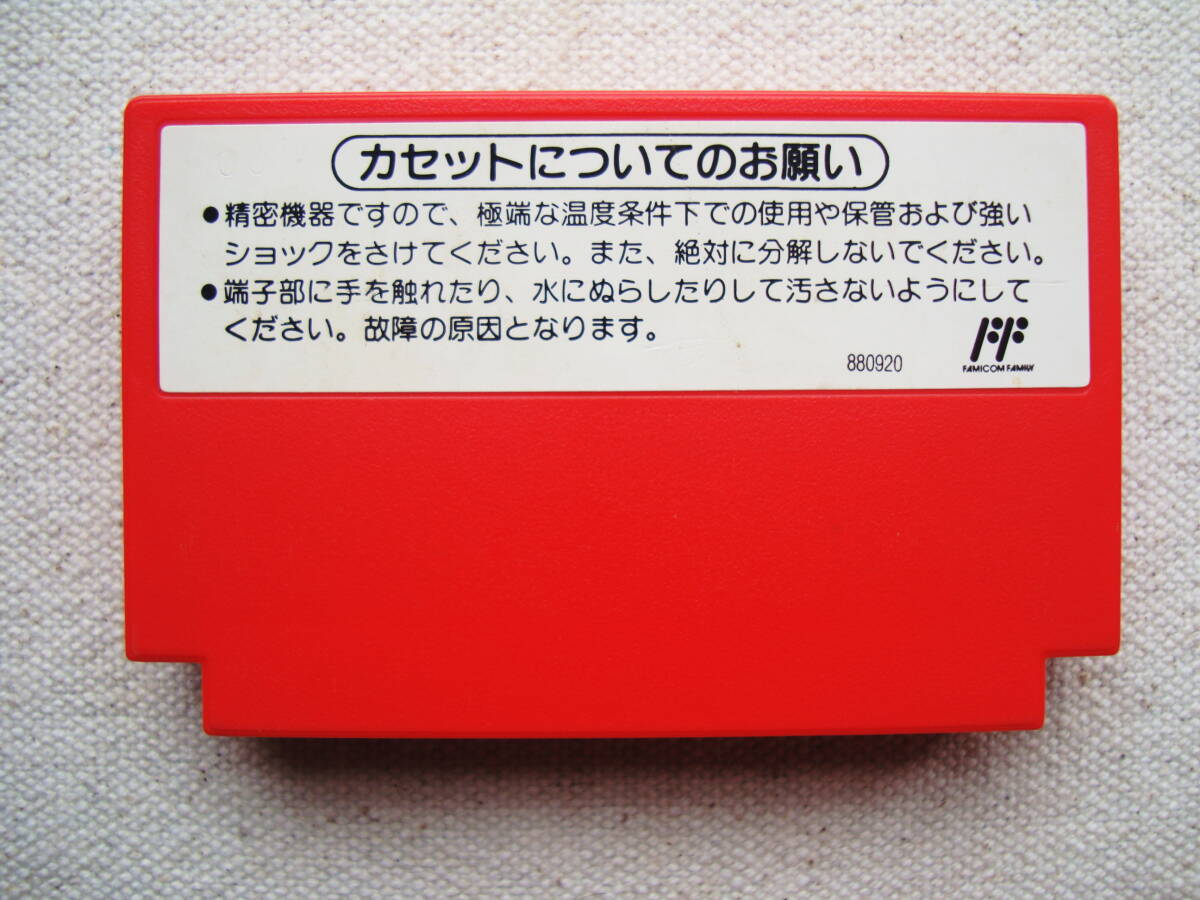 カセットについてのお願い
●精密機器ですので、極端な温度条件下での使用や保管および強い
ショックをさけてください。また、絶対に分解しないでください。
●端子部に手を触れたり、水にぬらしたりして汚さないようにして
ください。故障の原因となります。
880920
FAMICOM FAMILY